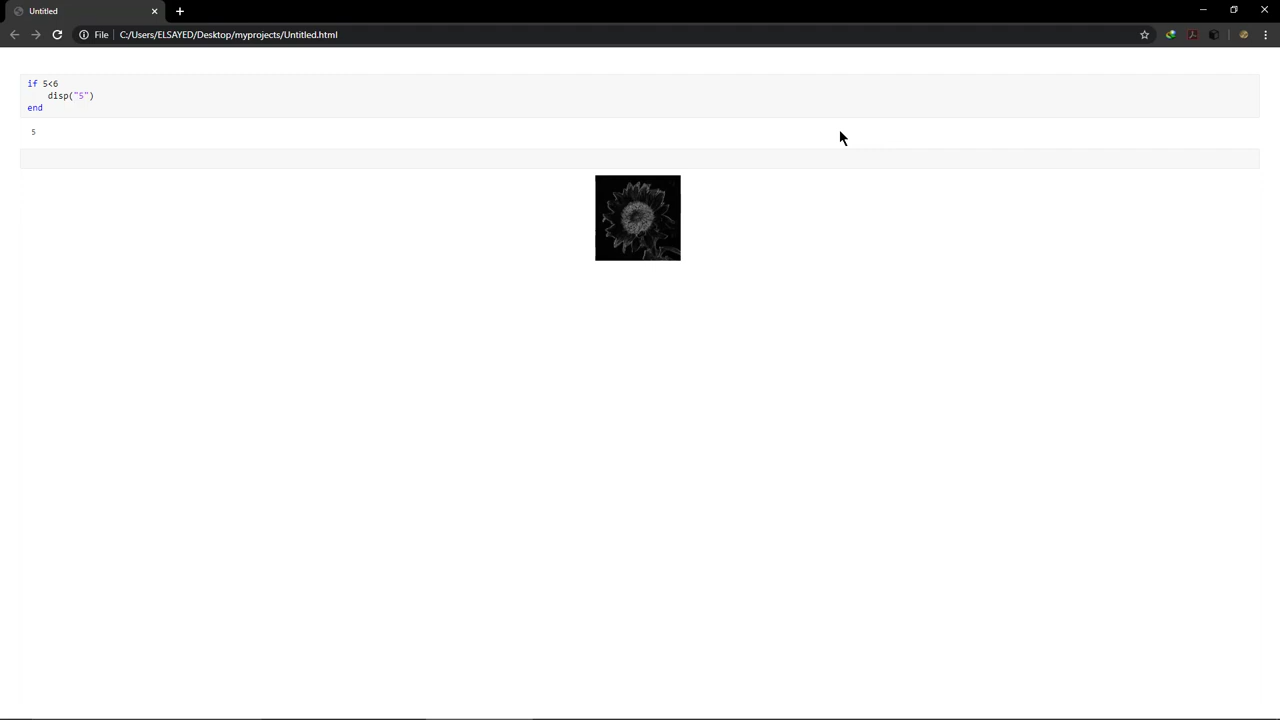 Untitled
File
C:/Users/ELSAYED/Desktop/myprojects/Untitled.html
if 5<6
disp("5")
end
5